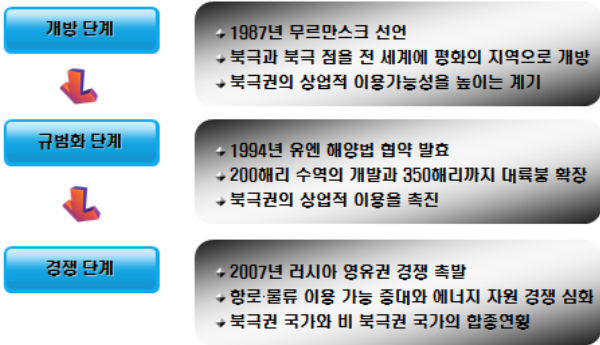 개방 단계
1987년 무르만스크 선언
북극과 북극 점을 전 세계에 평화의 지역으로 개방
북극권의 상업적 이용가능성을 높이는 계기
규범화 단계
1994년 유엔 해양법 협약 발효
200해리 수역의 개발과 350해리까지 대륙붕 확장
북극권의 상업적 이용을 촉진
경쟁 단계
2007년 러시아 영유권 경쟁 촉발
항로·물류 이용 가능 증대와 에너지 자원 경쟁 심화
북극권 국가와 비 북극권 국가의 합종연횡